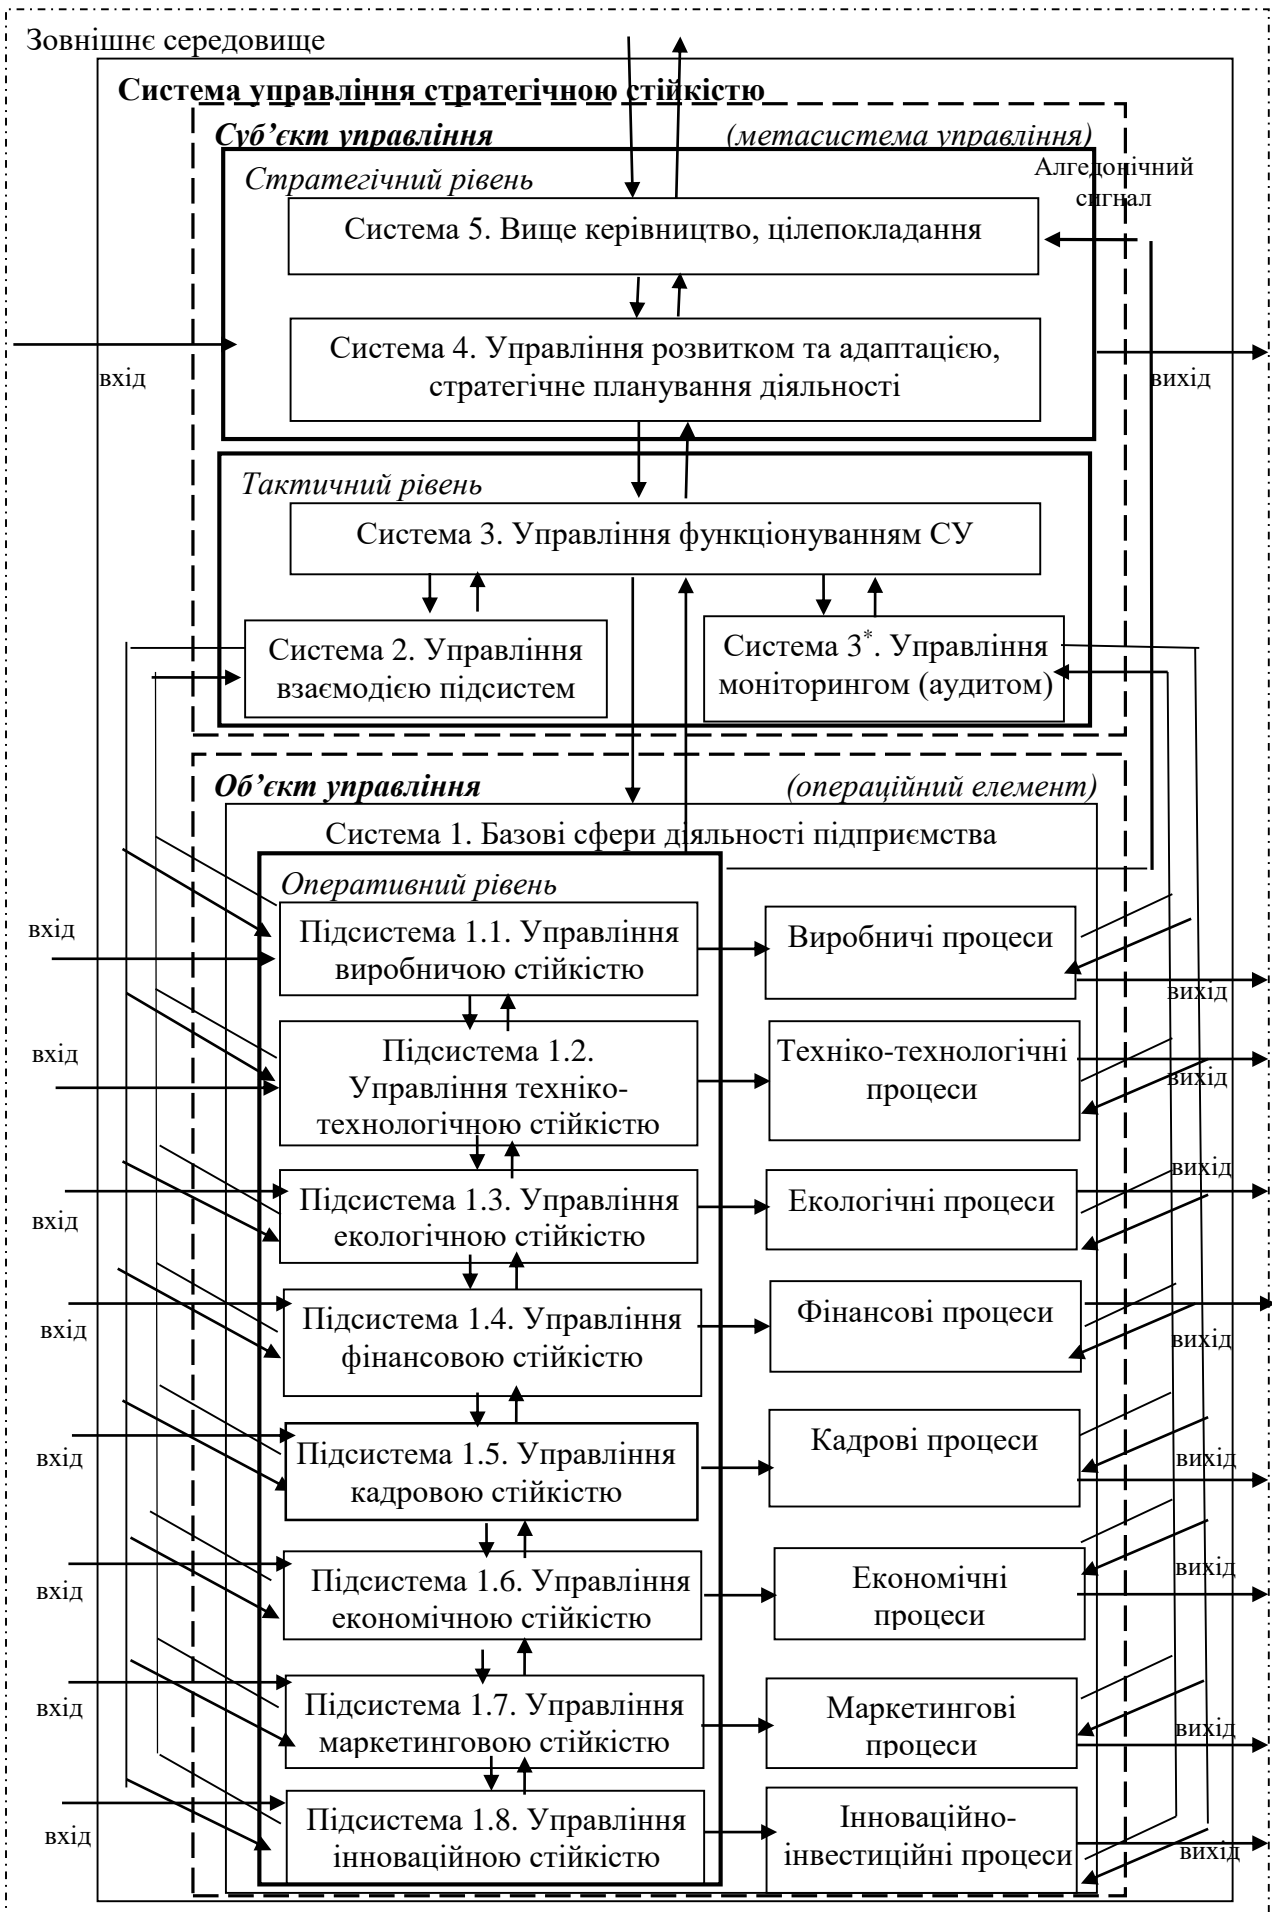 Зовнішнє середовище
Система управління стратегічною стійкістю
Суб’єкт управління (метасистема управління)
Стратегічний рівень
Алгедонічний
сигнал
Система 5. Вище керівництво, цілепокладання
Система 4. Управління розвитком та адаптацією,
стратегічне планування діяльності
вхід
вихід
Тактичний рівень
Система 3. Управління функціонуванням СУ
Система 2. Управління
взаємодією підсистем
Система 3*. Управління
моніторингом (аудитом)
Об’єкт управління (операційний елемент)
Система 1. Базові сфери діяльності підприємства
Оперативний рівень
вхід
Підсистема 1.1. Управління
виробничою стійкістю
Виробничі процеси
вихід
вхід
Підсистема 1.2.
Управління техніко-
технологічною стійкістю
Техніко-технологічні
процеси
вихід
вхід
Підсистема 1.3. Управління
екологічною стійкістю
Екологічні процеси
вихід
вхід
Підсистема 1.4. Управління
фінансовою стійкістю
Фінансові процеси
вихід
вхід
Підсистема 1.5. Управління
кадровою стійкістю
Кадрові процеси
вихід
вхід
Підсистема 1.6. Управління
економічною стійкістю
Економічні
процеси
вихід
вхід
Підсистема 1.7. Управління
маркетинговою стійкістю
Маркетингові
процеси
вихід
вхід
Підсистема 1.8. Управління
інноваційною стійкістю
Інноваційно-
інвестиційні процеси
вихід